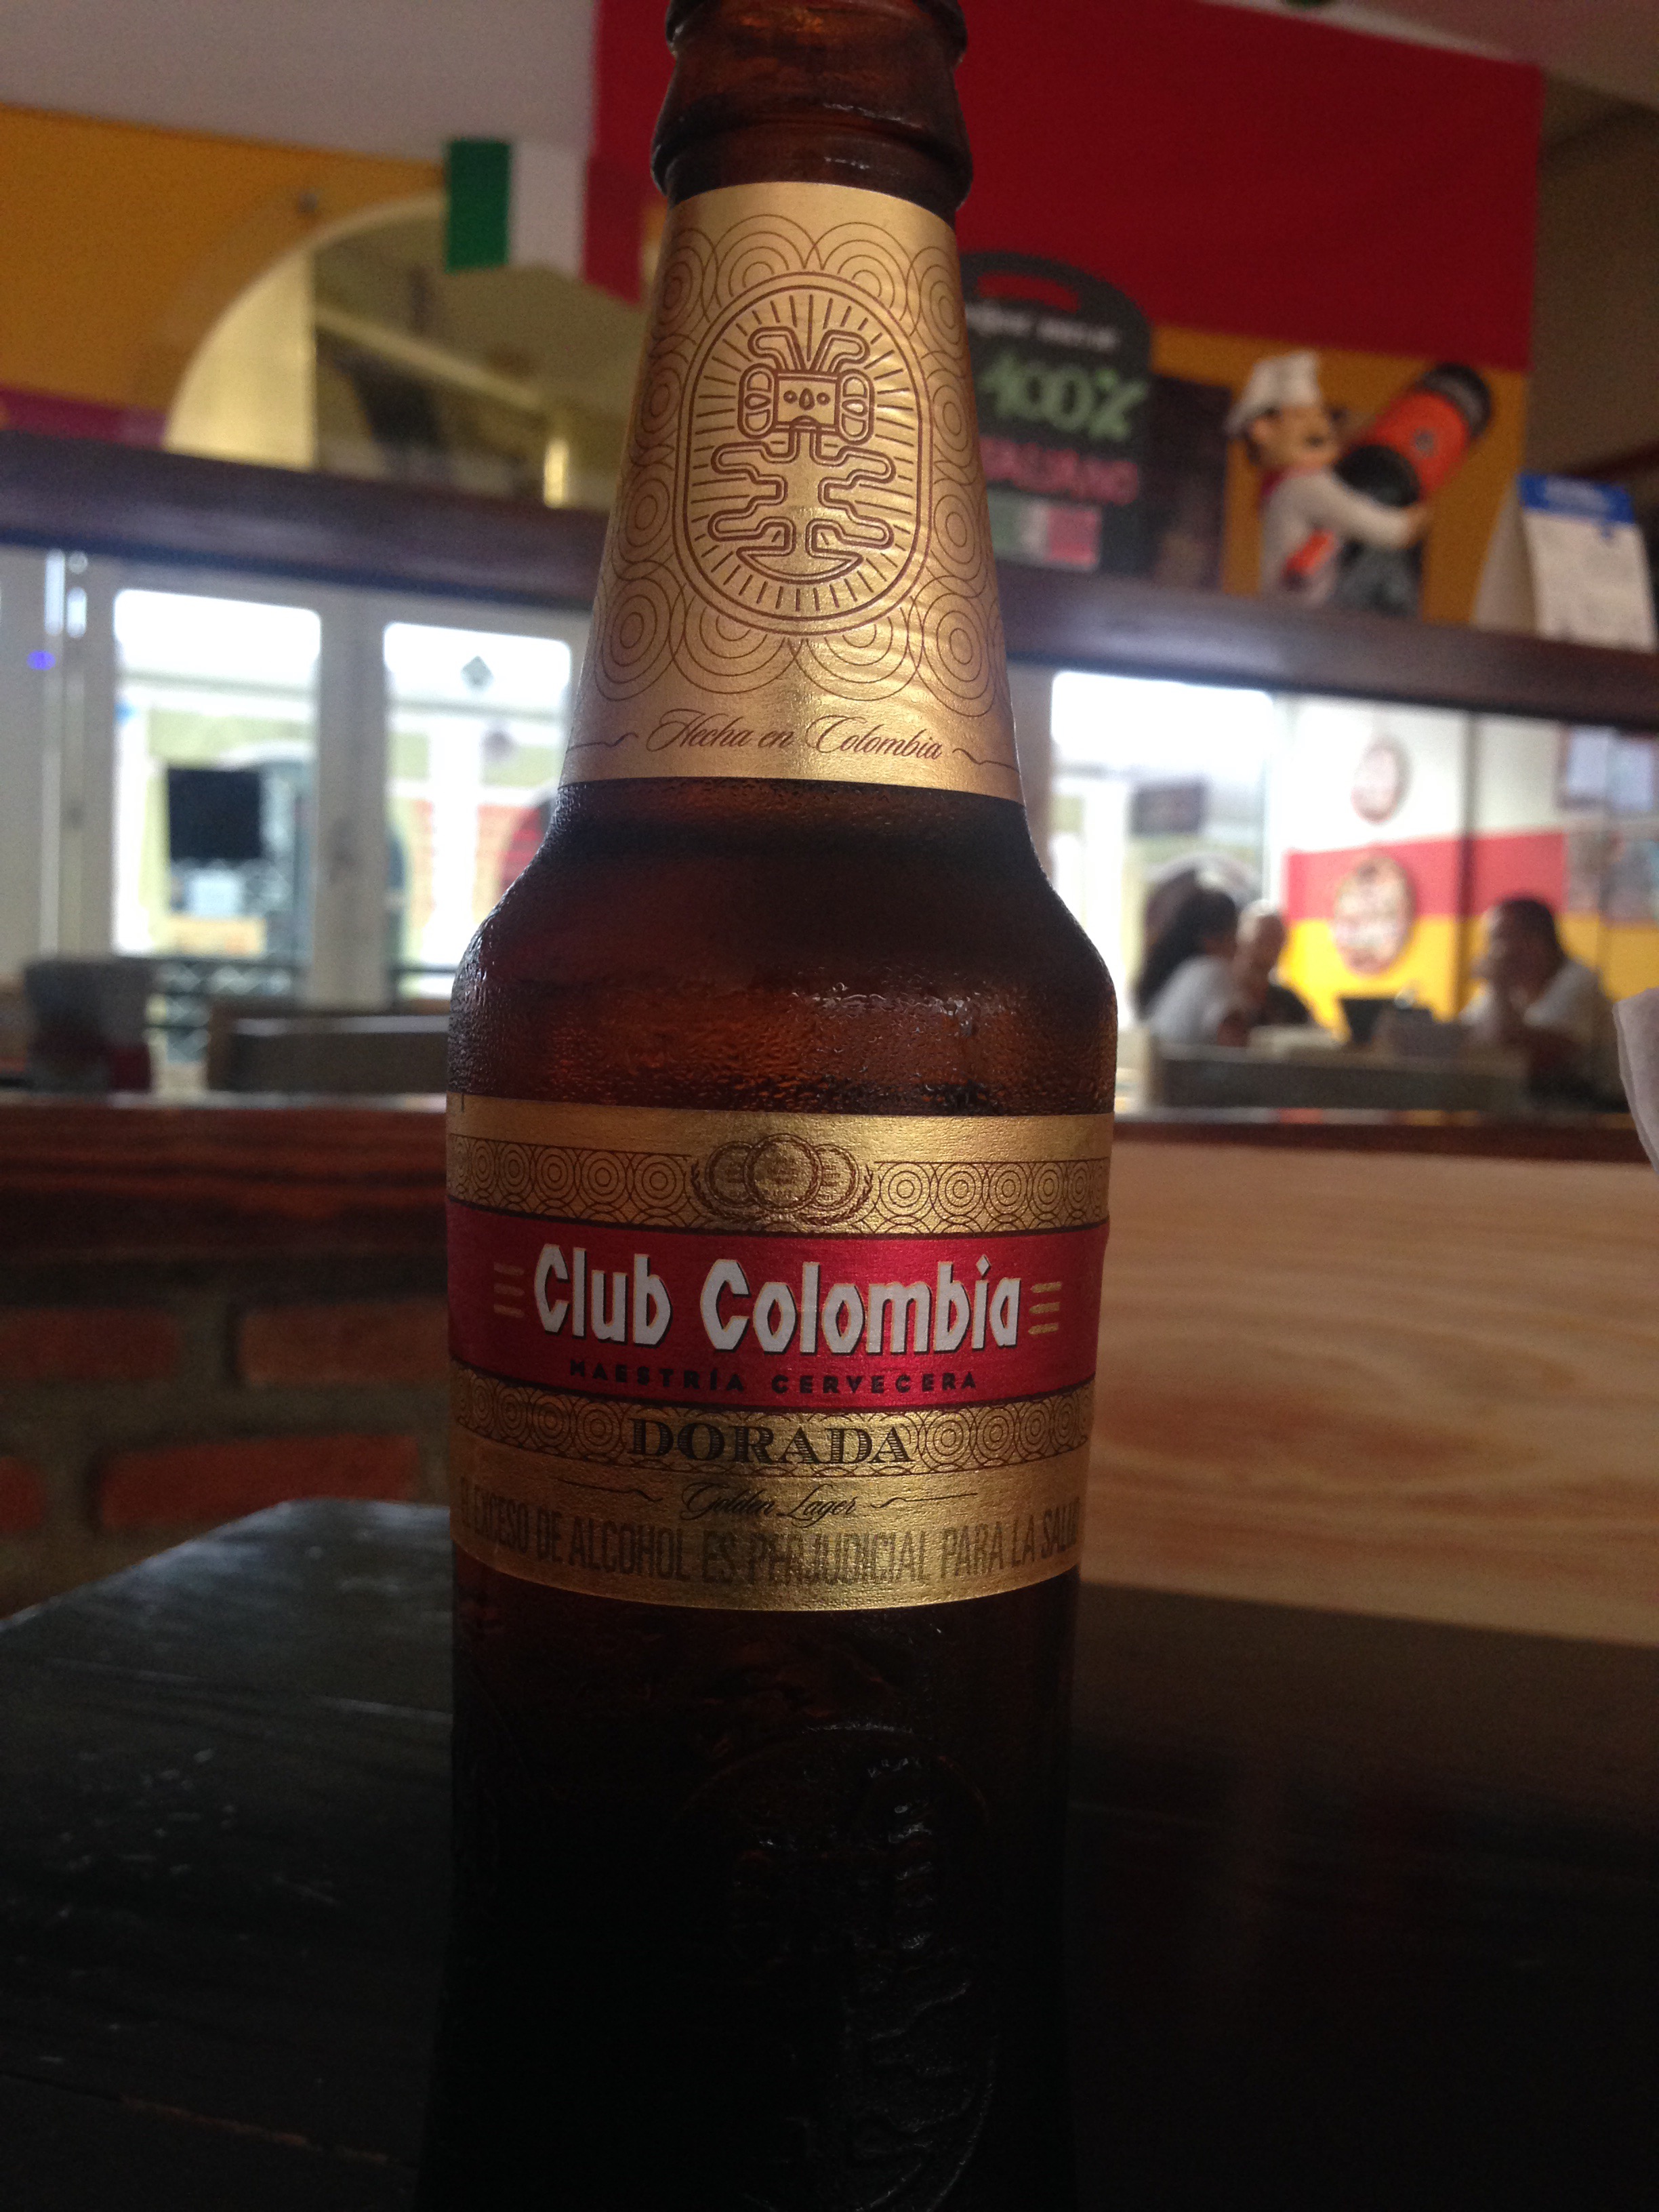 100%
ITALIANO
Hecha en Colombia
Club Colombia
MAESTRÍA CERVECERA
DORADA
Golden Lager
EL EXCESO DE ALCOHOL ES PERJUDICIAL PARA LA SALUD